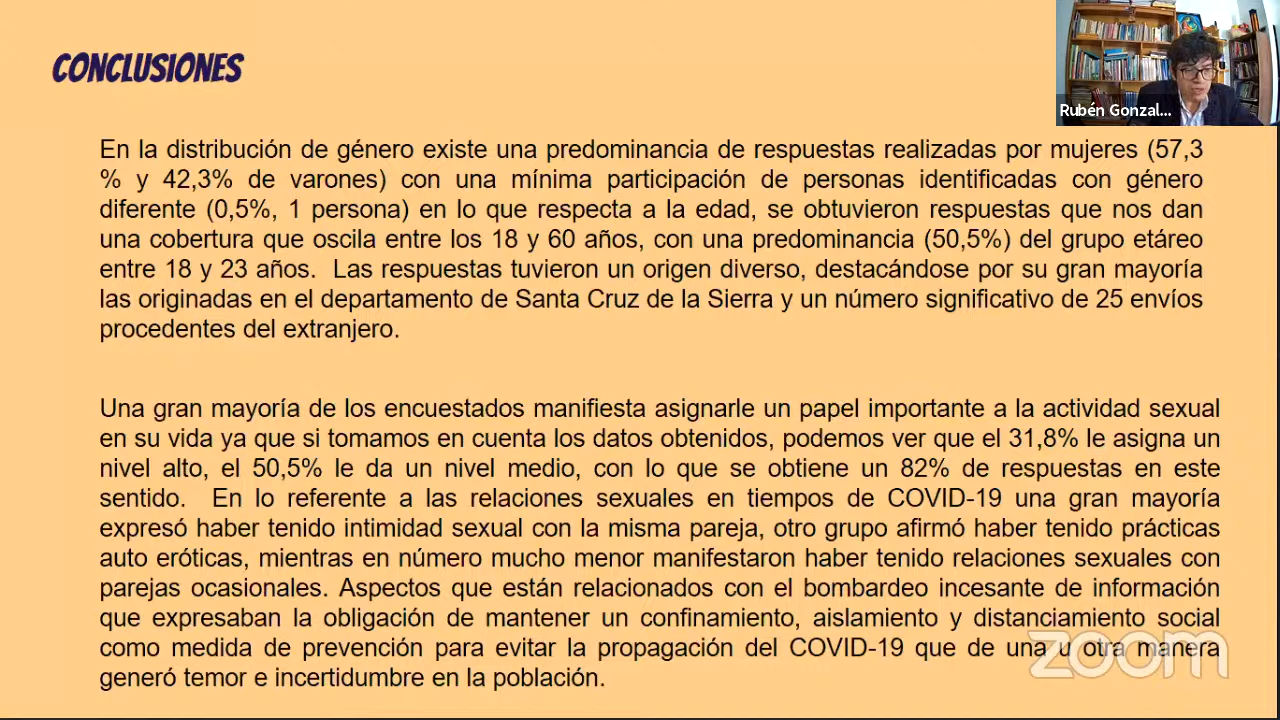 CONCLUSIONES
Rubén Gonzal...
En la distribución de género existe una predominancia de respuestas realizadas por mujeres (57,3
% y 42,3% de varones) con una mínima participación de personas identificadas con género
diferente (0,5%, 1 persona) en lo que respecta a la edad, se obtuvieron respuestas que nos dan
una cobertura que oscila entre los 18 y 60 años, con una predominancia (50,5%) del grupo etáreo
entre 18 y 23 años. Las respuestas tuvieron un origen diverso, destacándose por su gran mayoría
las originadas en el departamento de Santa Cruz de la Sierra y un número significativo de 25 envíos
procedentes del extranjero.
Una gran mayoría de los encuestados manifiesta asignarle un papel importante a la actividad sexual
en su vida ya que si tomamos en cuenta los datos obtenidos, podemos ver que el 31,8% le asigna un
nivel alto, el 50,5% le da un nivel medio, con lo que se obtiene un 82% de respuestas en este
sentido. En lo referente a las relaciones sexuales en tiempos de COVID-19 una gran mayoría
expresó haber tenido intimidad sexual con la misma pareja, otro grupo afirmó haber tenido prácticas
auto eróticas, mientras en número mucho menor manifestaron haber tenido relaciones sexuales con
parejas ocasionales. Aspectos que están relacionados con el bombardeo incesante de información
que expresaban la obligación de mantener un confinamiento, aislamiento y distanciamiento social
como medida de prevención para evitar la propagación del COVID-19 que de una u otra manera
generó temor e incertidumbre en la población.
zoom